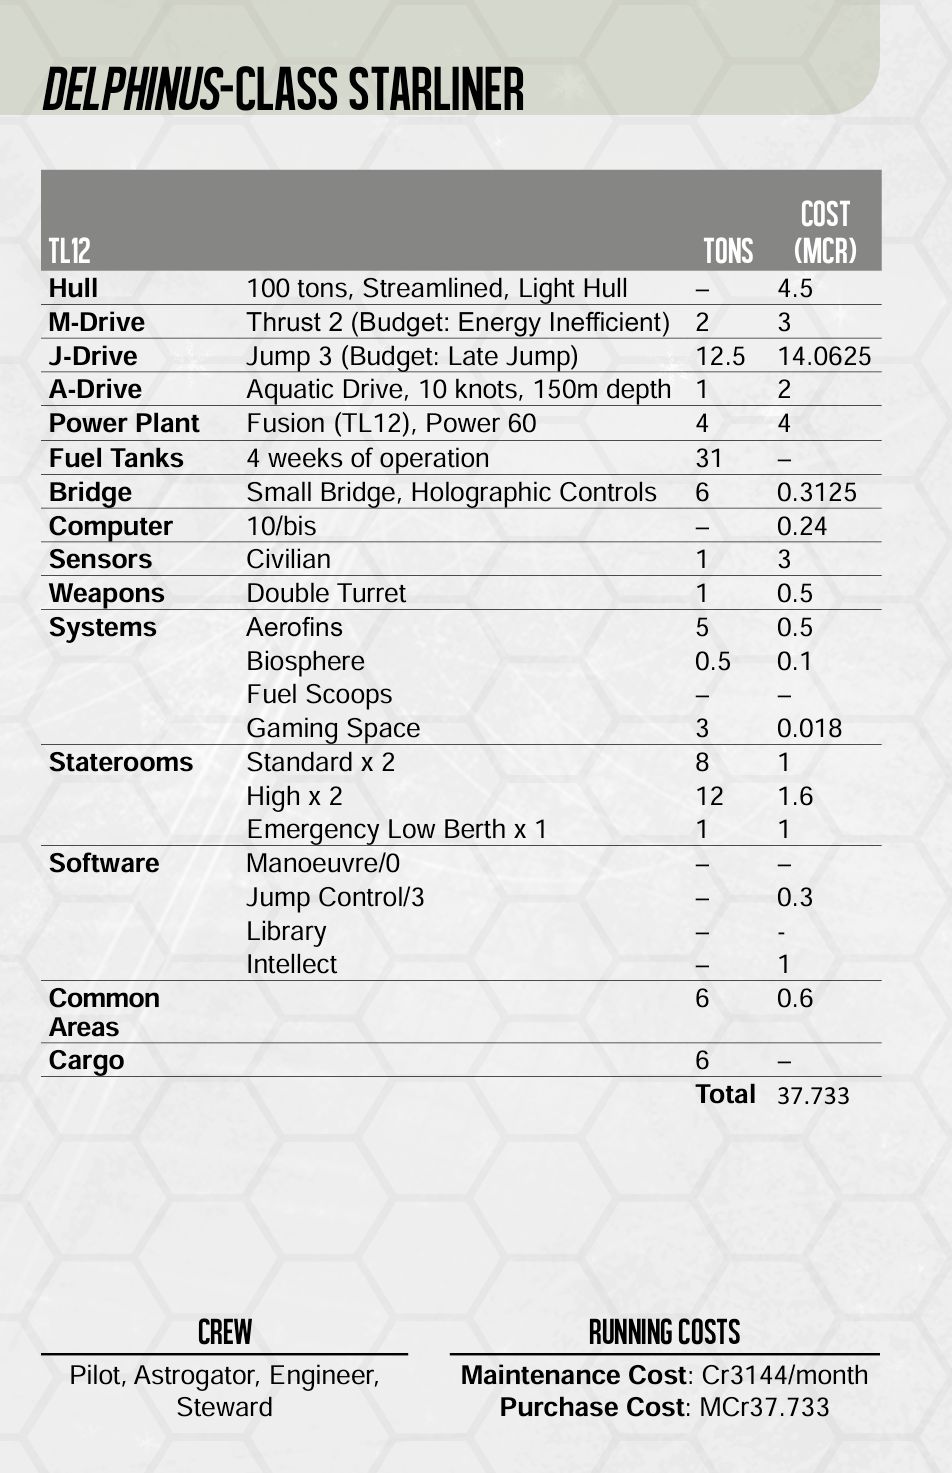 DELPHINUS-CLASS STARLINER
TL12 TONS COST (MCR)
Hull 100 tons, Streamlined, Light Hull – 4.5
M-Drive Thrust 2 (Budget: Energy Inefficient) 2 3
J-Drive Jump 3 (Budget: Late Jump) 12.5 14.0625
A-Drive Aquatic Drive, 10 knots, 150m depth 1 2
Power Plant Fusion (TL12), Power 60 4 4
Fuel Tanks 4 weeks of operation 31 –
Bridge Small Bridge, Holographic Controls 6 0.3125
Computer 10/bis – 0.24
Sensors Civilian 1 3
Weapons Double Turret 1 0.5
Systems Aerofins 5 0.5
Biosphere 0.5 0.1
Fuel Scoops – –
Gaming Space 3 0.018
Staterooms Standard x 2 8 1
High x 2 12 1.6
Emergency Low Berth x 1 1 1
Software Manoeuvre/0 – –
Jump Control/3 – 0.3
Library – -
Intellect – 1
Common Areas 6 0.6
Cargo 6 –
Total 37.733
CREW
Pilot, Astrogator, Engineer,
Steward
RUNNING COSTS
Maintenance Cost: Cr3144/month
Purchase Cost: MCr37.733